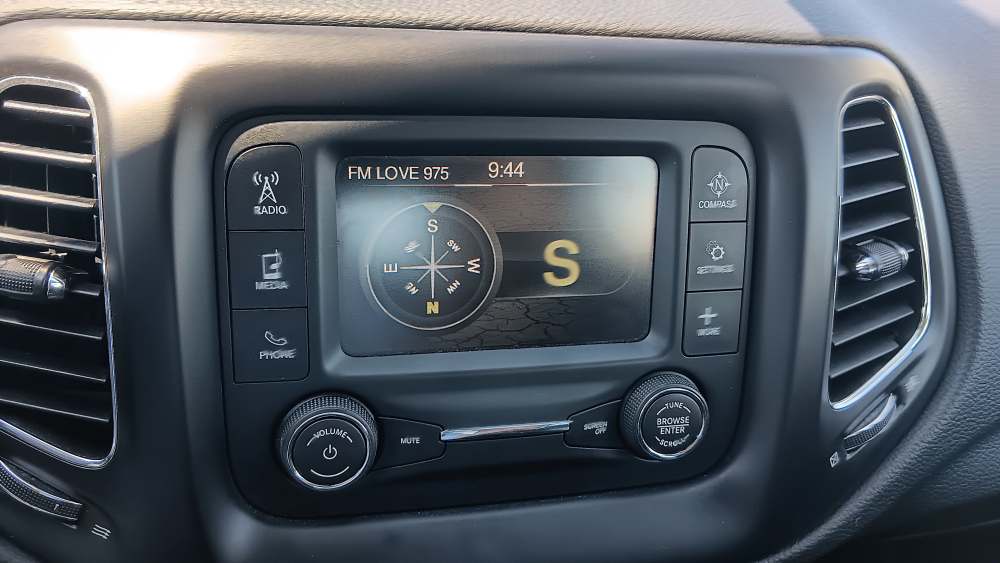 FM LOVE 975 9:44
RADIO
MEDIA
PHONE
S
SW
W
NW
N
NE
E
S
N
COMPASS
SETTINGS
MORE
VOLUME
MUTE
SCREEN
OFF
TUNE
BROWSE
ENTER
SCROLL